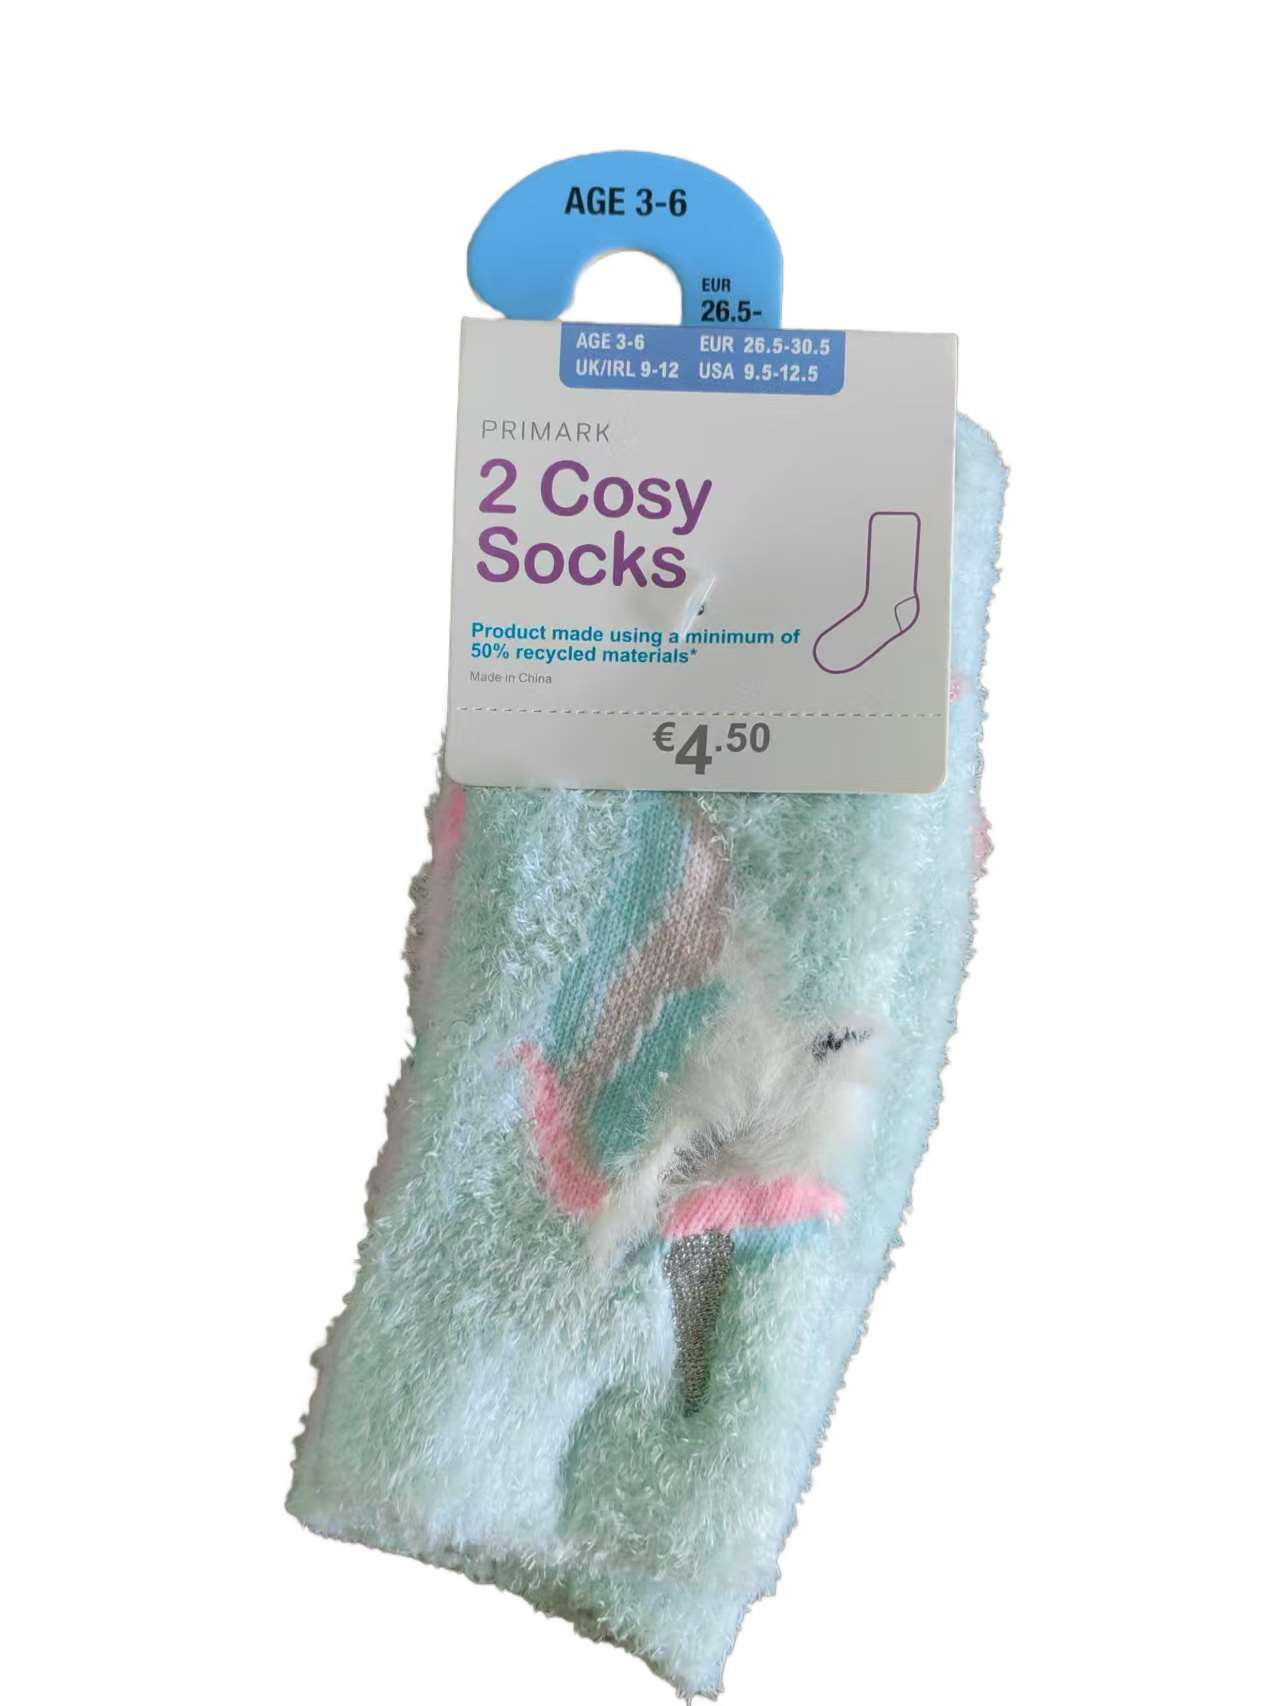 AGE 3-6
EUR
26.5-
AGE 3-6 EUR 26.5-30.5
UK/IRL 9-12 USA 9.5-12.5
PRIMARK
2 Cosy
Socks
Product made using a minimum of
50% recycled materials*
Made in China
€4.50